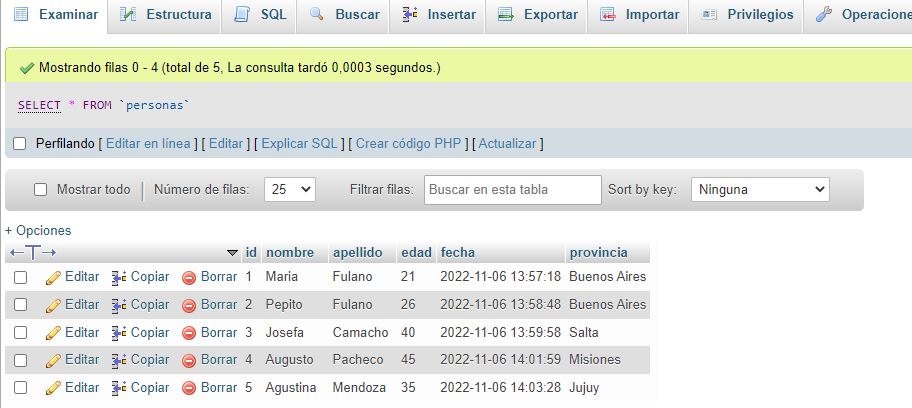 Examinar Estructura SQL Buscar Insertar Exportar Importar Privilegios Operacione
Mostrando filas 0 - 4 (total de 5, La consulta tardó 0,0003 segundos.)
SELECT * FROM `personas`
Perfilando [ Editar en línea ] [ Editar ] [ Explicar SQL ] [ Crear código PHP ] [ Actualizar ]
Mostrar todo Número de filas: 25 Filtrar filas: Buscar en esta tabla Sort by key: Ninguna
+ Opciones
←T→ id nombre apellido edad fecha provincia
Editar Copiar Borrar 1 Maria Fulano 21 2022-11-06 13:57:18 Buenos Aires
Editar Copiar Borrar 2 Pepito Fulano 26 2022-11-06 13:58:48 Buenos Aires
Editar Copiar Borrar 3 Josefa Camacho 40 2022-11-06 13:59:58 Salta
Editar Copiar Borrar 4 Augusto Pacheco 45 2022-11-06 14:01:59 Misiones
Editar Copiar Borrar 5 Agustina Mendoza 35 2022-11-06 14:03:28 Jujuy